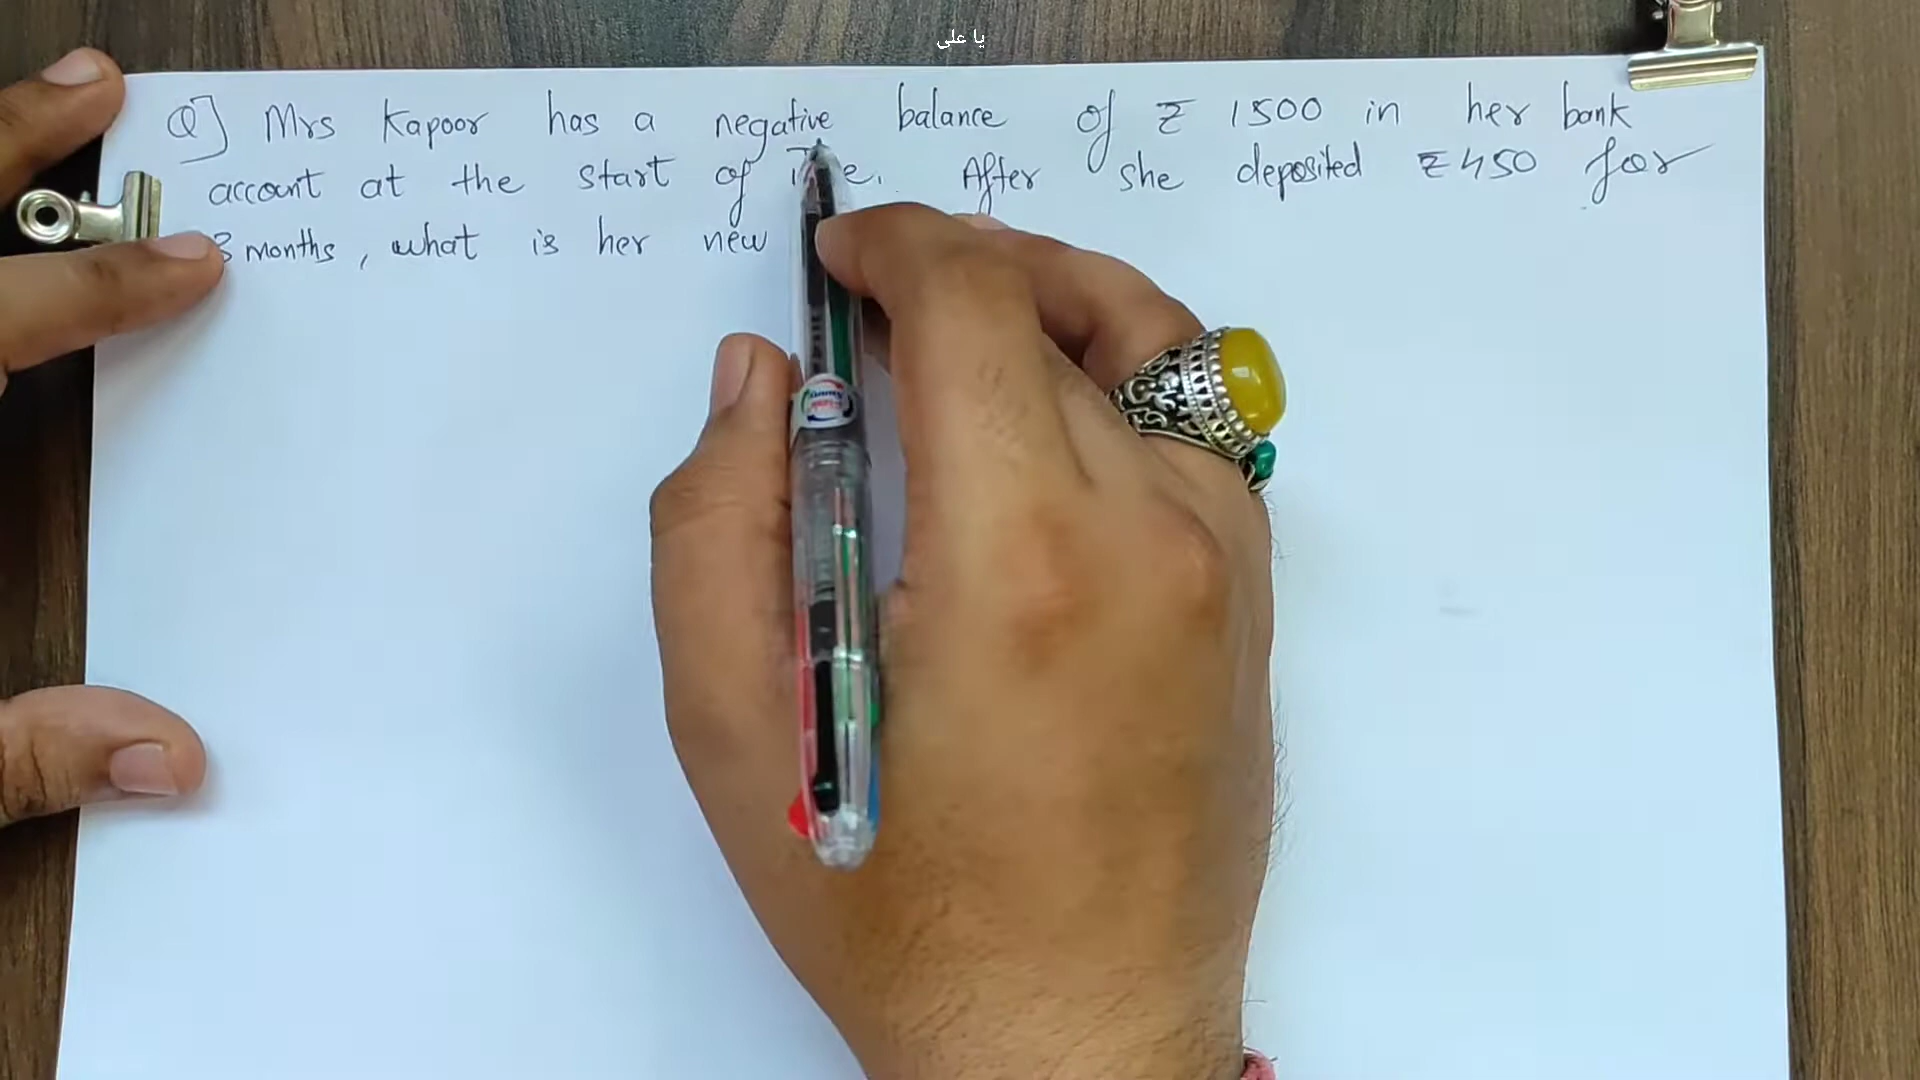 يا على
Q] Mrs Kapoor has a negative balance of ₹ 1500 in her bank
account at the start of After she deposited ₹450 for
3 months, what is her new